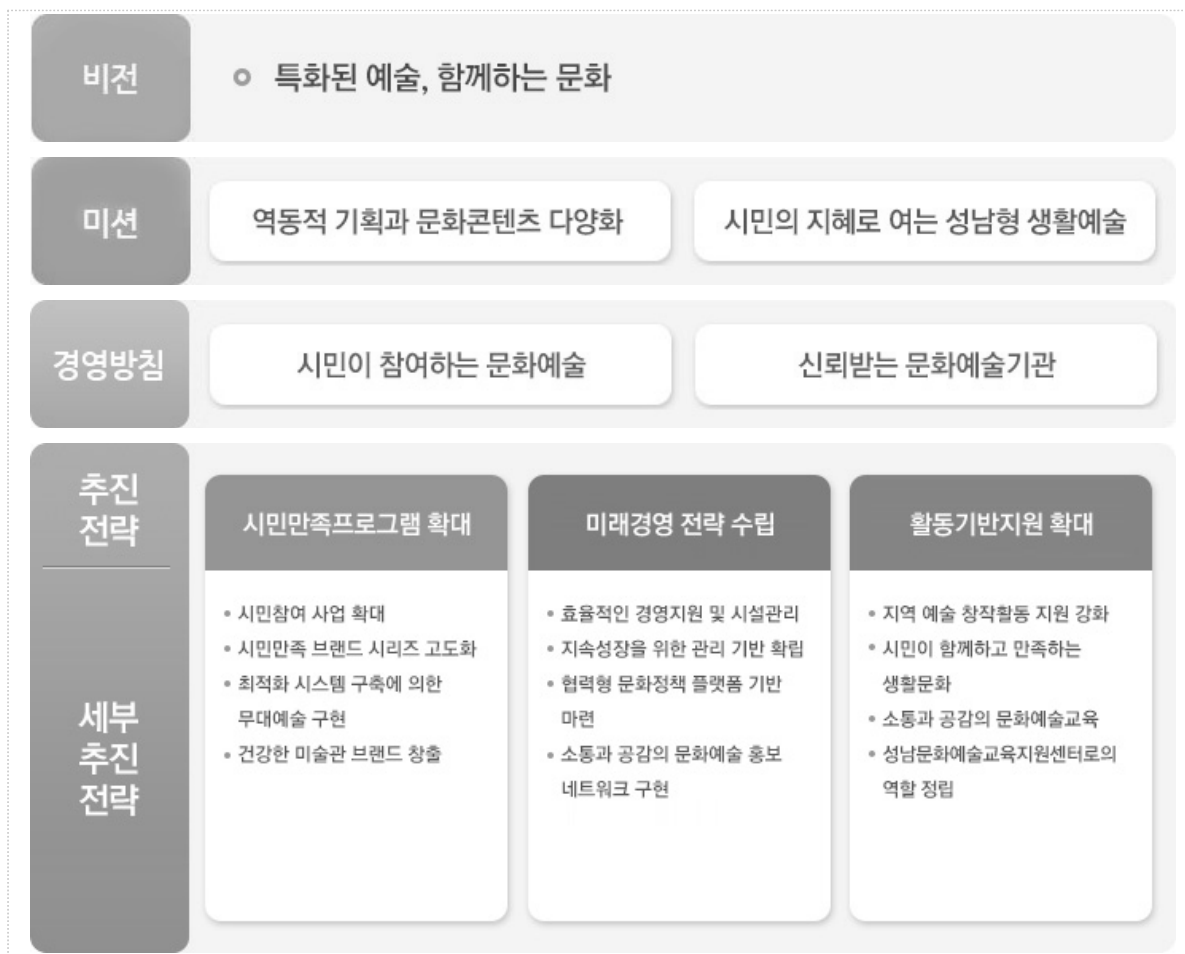 비전
특화된 예술, 함께하는 문화
미션
역동적 기획과 문화콘텐츠 다양화
시민의 지혜로 여는 성남형 생활예술
경영방침
시민이 참여하는 문화예술
신뢰받는 문화예술기관
추진
전략
세부
추진
전략
시민만족프로그램 확대
• 시민참여 사업 확대
• 시민만족 브랜드 시리즈 고도화
• 최적화 시스템 구축에 의한
무대예술 구현
• 건강한 미술관 브랜드 창출
미래경영 전략 수립
• 효율적인 경영지원 및 시설관리
• 지속성장을 위한 관리 기반 확립
• 협력형 문화정책 플랫폼 기반
마련
• 소통과 공감의 문화예술 홍보
네트워크 구현
활동기반지원 확대
• 지역 예술 창작활동 지원 강화
• 시민이 함께하고 만족하는
생활문화
• 소통과 공감의 문화예술교육
• 성남문화예술교육지원센터로의
역할 정립